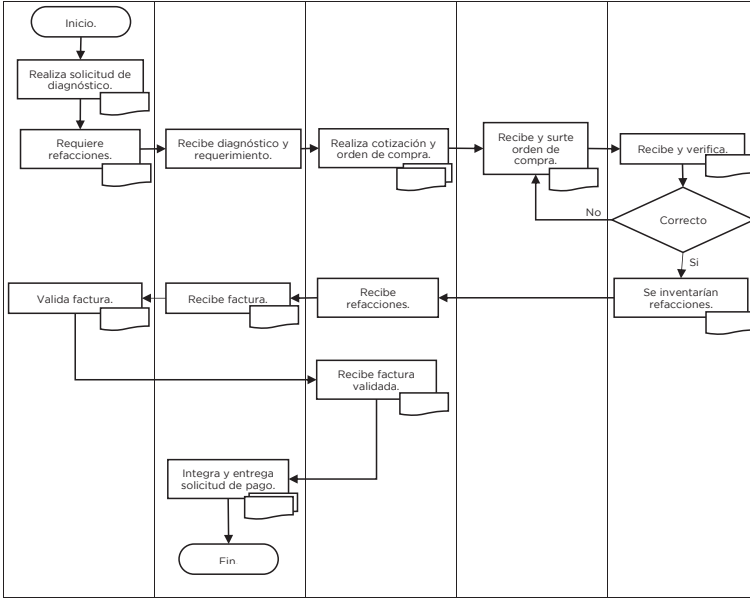 Inicio.
Realiza solicitud de
diagnóstico.
Requiere
refacciones.
Recibe diagnóstico y
requerimiento.
Realiza cotización y
orden de compra.
Recibe y surte
orden de
compra.
Recibe y verifica.
No
Correcto
Si
Valida factura.
Recibe factura.
Recibe
refacciones.
Se inventarían
refacciones.
Recibe factura
validada.
Integra y entrega
solicitud de pago.
Fin